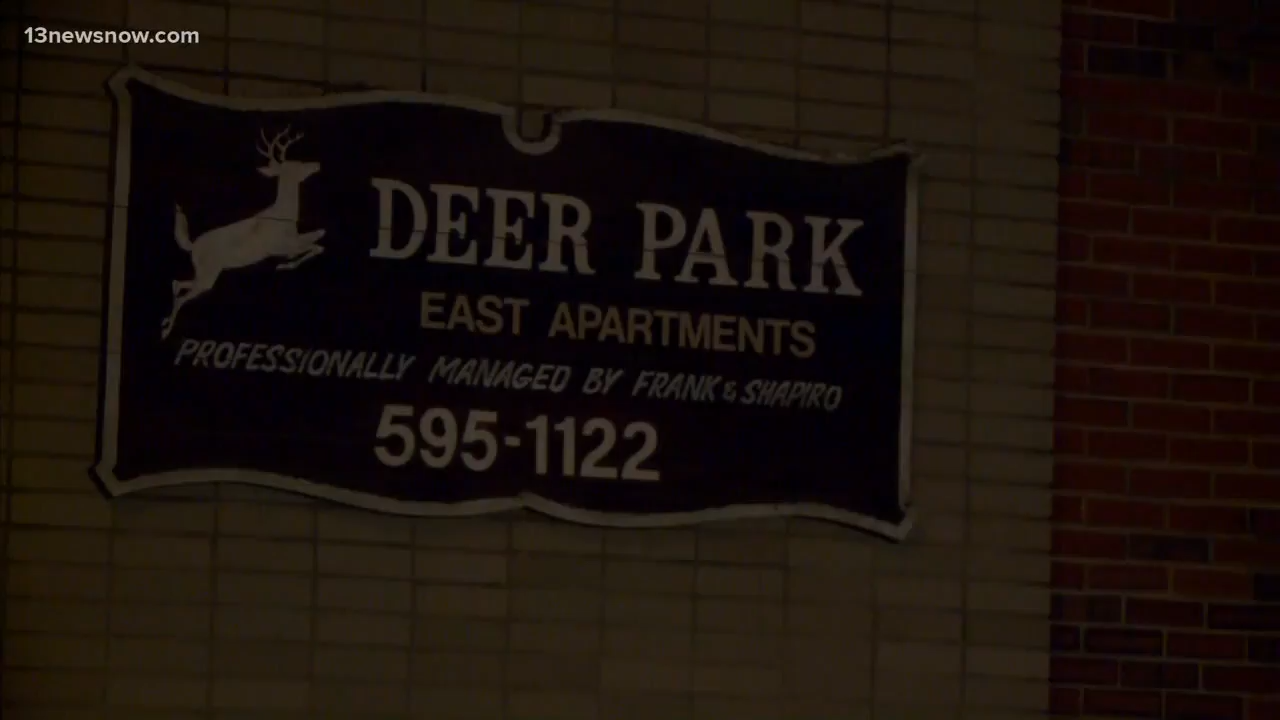 13newsnow.com
DEER PARK
EAST APARTMENTS
PROFESSIONALLY MANAGED BY FRANK & SHAPIRO
595-1122